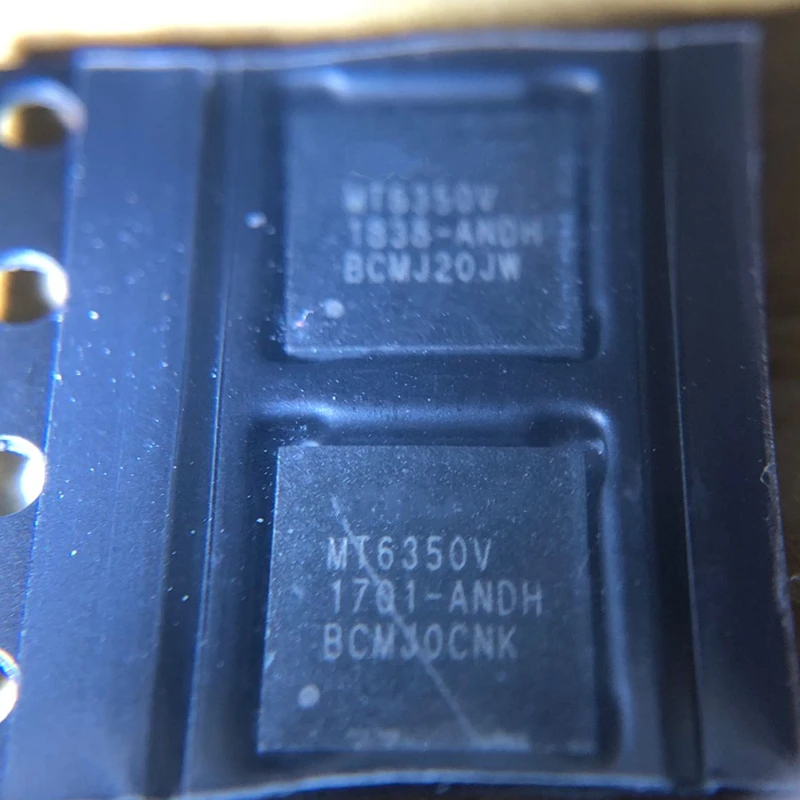 MT6350V
1838-ANDH
BCMJ20JW
MT6350V
1701-ANDH
BCMJ0CNK